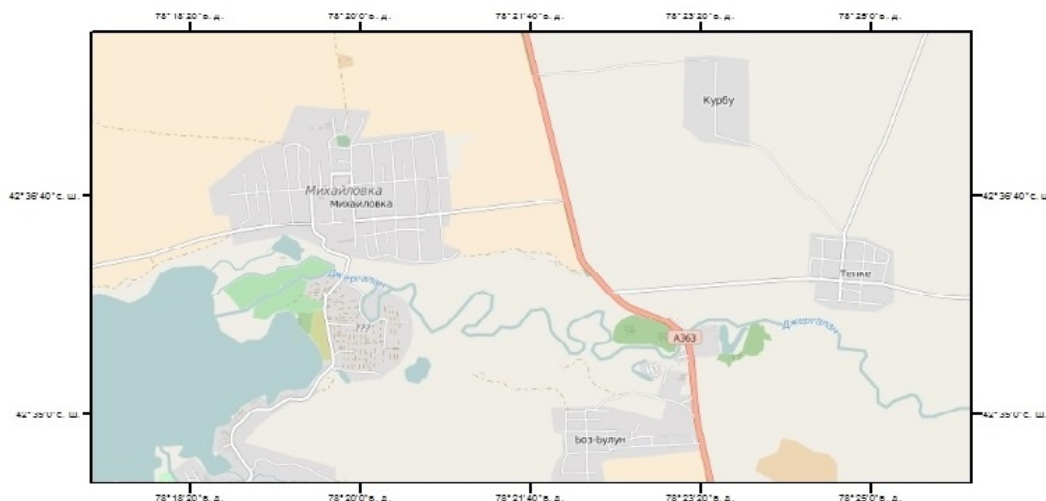 78°18'20"в. д.
78°20'0"в. д.
78°21'40"в. д.
78°23'20"в. д.
78°25'0"в. д.
Курбу
42°36'40"с. ш.
Михайловка
42°36'40"с. ш.
Михайловка
Джергалан
Тепке
???
Джергалан
А363
42°35'0"с. ш.
42°35'0"с. ш.
Боз-Булун
78°18'20"в. д.
78°20'0"в. д.
78°21'40"в. д.
78°23'20"в. д.
78°25'0"в. д.